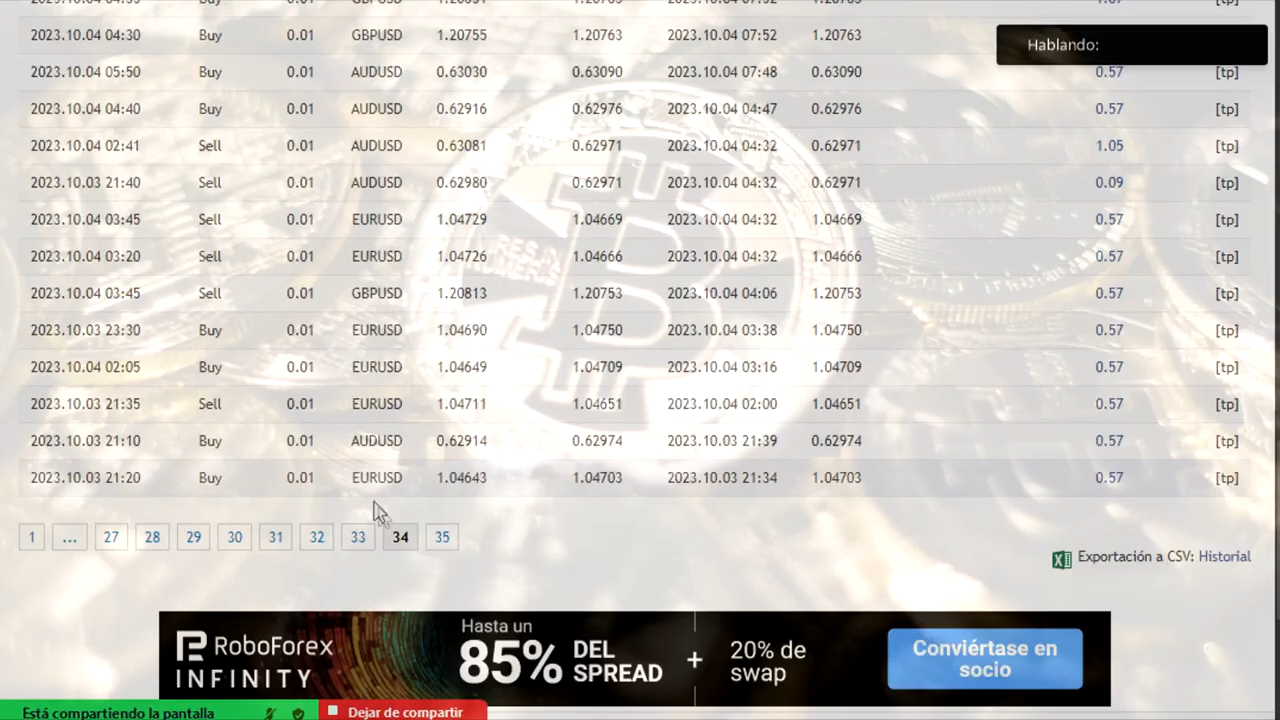 2023.10.04 04:30 Buy 0.01 GBPUSD 1.20755 1.20763 2023.10.04 07:52 1.20763
Hablando:
2023.10.04 05:50 Buy 0.01 AUDUSD 0.63030 0.63090 2023.10.04 07:48 0.63090 0.57 [tp]
2023.10.04 04:40 Buy 0.01 AUDUSD 0.62916 0.62976 2023.10.04 04:47 0.62976 0.57 [tp]
2023.10.04 02:41 Sell 0.01 AUDUSD 0.63081 0.62971 2023.10.04 04:32 0.62971 1.05 [tp]
2023.10.03 21:40 Sell 0.01 AUDUSD 0.62980 0.62971 2023.10.04 04:32 0.62971 0.09 [tp]
2023.10.04 03:45 Sell 0.01 EURUSD 1.04729 1.04669 2023.10.04 04:32 1.04669 0.57 [tp]
2023.10.04 03:20 Sell 0.01 EURUSD 1.04726 1.04666 2023.10.04 04:32 1.04666 0.57 [tp]
2023.10.04 03:45 Sell 0.01 GBPUSD 1.20813 1.20753 2023.10.04 04:06 1.20753 0.57 [tp]
2023.10.03 23:30 Buy 0.01 EURUSD 1.04690 1.04750 2023.10.04 03:38 1.04750 0.57 [tp]
2023.10.04 02:05 Buy 0.01 EURUSD 1.04649 1.04709 2023.10.04 03:16 1.04709 0.57 [tp]
2023.10.03 21:35 Sell 0.01 EURUSD 1.04711 1.04651 2023.10.04 02:00 1.04651 0.57 [tp]
2023.10.03 21:10 Buy 0.01 AUDUSD 0.62914 0.62974 2023.10.03 21:39 0.62974 0.57 [tp]
2023.10.03 21:20 Buy 0.01 EURUSD 1.04643 1.04703 2023.10.03 21:34 1.04703 0.57 [tp]
1 ... 27 28 29 30 31 32 33 34 35
Exportación a CSV: Historial
RoboForex
INFINITY
Hasta un
85% DEL SPREAD
+
20% de swap
Conviértase en socio
Está compartiendo la pantalla
Dejar de compartir